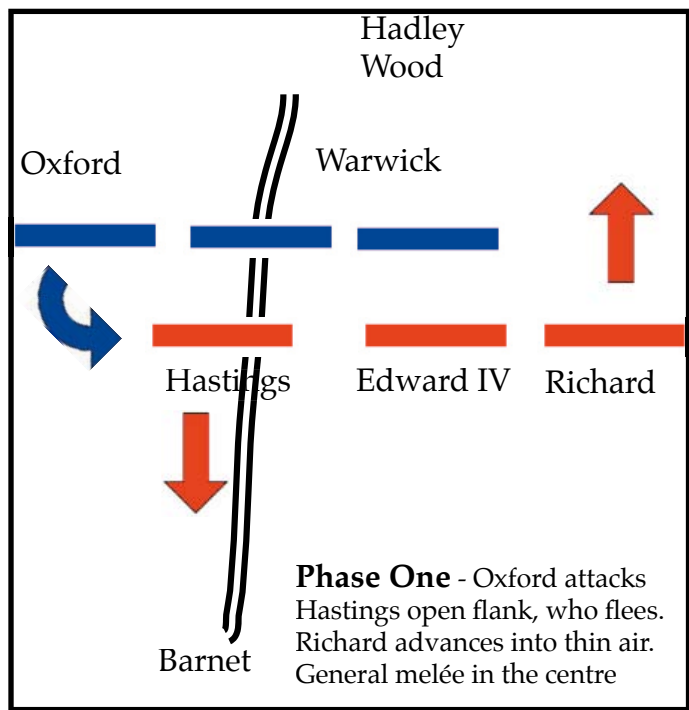 Hadley
Wood
Oxford
Warwick
Hastings
Edward IV
Richard
Phase One - Oxford attacks
Hastings open flank, who flees.
Richard advances into thin air.
General melée in the centre
Barnet